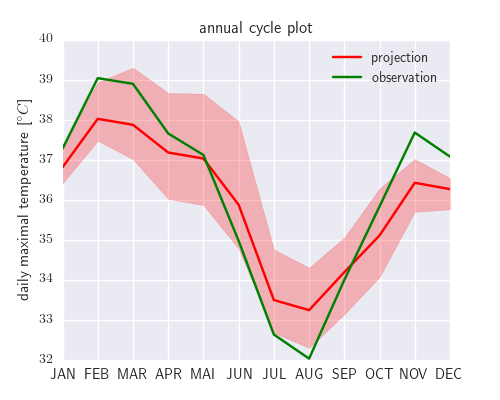 annual cycle plot
projection
observation
daily maximal temperature [°C]
40
39
38
37
36
35
34
33
32
JAN FEB MAR APR MAI JUN JUL AUG SEP OCT NOV DEC